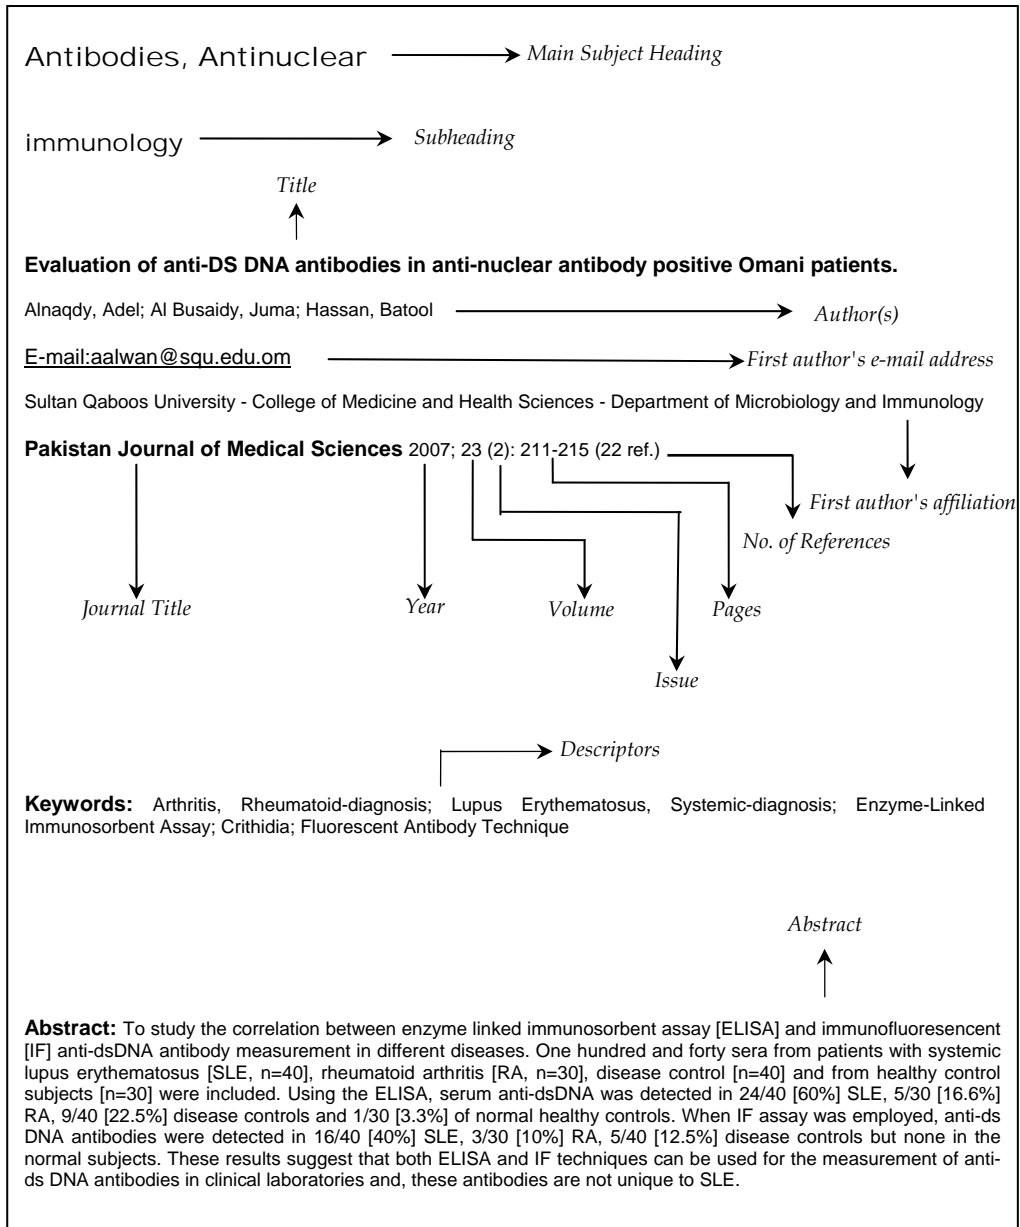 Antibodies, Antinuclear Main Subject Heading
immunology Subheading
Title
Evaluation of anti-DS DNA antibodies in anti-nuclear antibody positive Omani patients.
Alnaqdy, Adel; Al Busaidy, Juma; Hassan, Batool Author(s)
E-mail:aalwan@squ.edu.om First author's e-mail address
Sultan Qaboos University - College of Medicine and Health Sciences - Department of Microbiology and Immunology
Pakistan Journal of Medical Sciences 2007; 23 (2): 211-215 (22 ref.)
First author's affiliation
No. of References
Journal Title Year Volume Pages
Issue
Descriptors
Keywords: Arthritis, Rheumatoid-diagnosis; Lupus Erythematosus, Systemic-diagnosis; Enzyme-Linked
Immunosorbent Assay; Crithidia; Fluorescent Antibody Technique
Abstract
Abstract: To study the correlation between enzyme linked immunosorbent assay [ELISA] and immunofluoresencent
[IF] anti-dsDNA antibody measurement in different diseases. One hundred and forty sera from patients with systemic
lupus erythematosus [SLE, n=40], rheumatoid arthritis [RA, n=30], disease control [n=40] and from healthy control
subjects [n=30] were included. Using the ELISA, serum anti-dsDNA was detected in 24/40 [60%] SLE, 5/30 [16.6%]
RA, 9/40 [22.5%] disease controls and 1/30 [3.3%] of normal healthy controls. When IF assay was employed, anti-ds
DNA antibodies were detected in 16/40 [40%] SLE, 3/30 [10%] RA, 5/40 [12.5%] disease controls but none in the
normal subjects. These results suggest that both ELISA and IF techniques can be used for the measurement of anti-
ds DNA antibodies in clinical laboratories and, these antibodies are not unique to SLE.